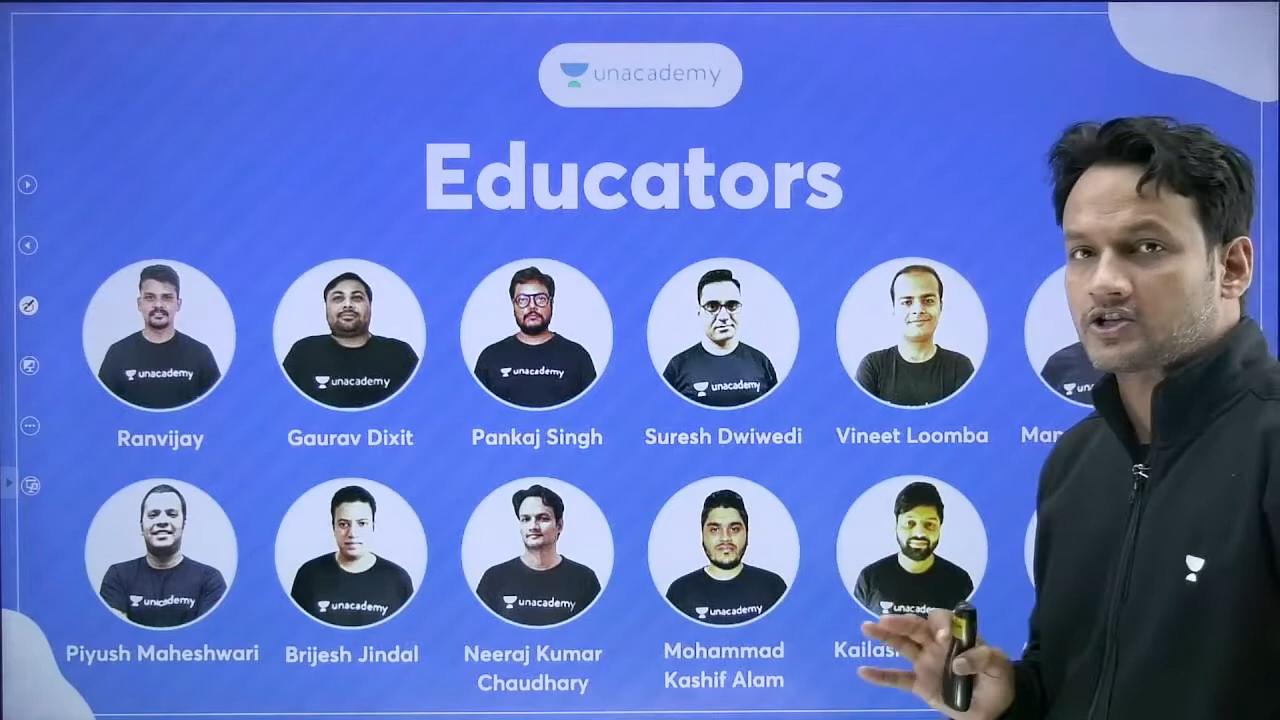 unacademy
Educators
unacademy
unacademy
unacademy
unacademy
Ranvijay
Gaurav Dixit
Pankaj Singh
Suresh Dwiwedi
Vineet Loomba
unacademy
unacademy
unacademy
unacademy
Piyush Maheshwari
Brijesh Jindal
Neeraj Kumar
Chaudhary
Mohammad
Kashif Alam